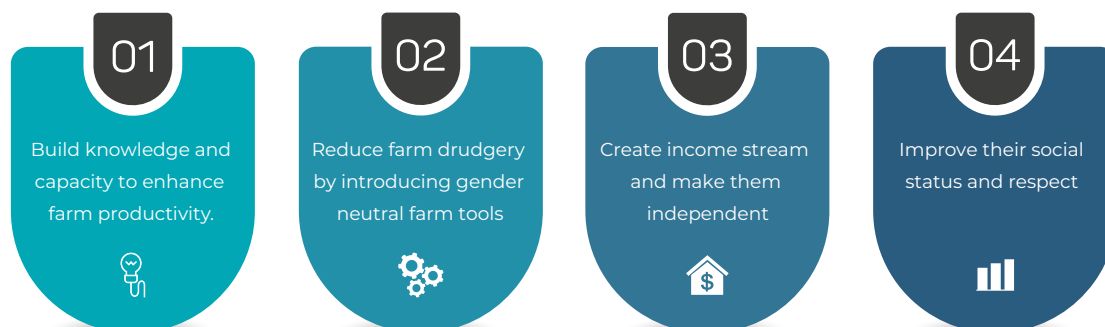 01
Build knowledge and
capacity to enhance
farm productivity.
02
Reduce farm drudgery
by introducing gender
neutral farm tools
03
Create income stream
and make them
independent
$
04
Improve their social
status and respect